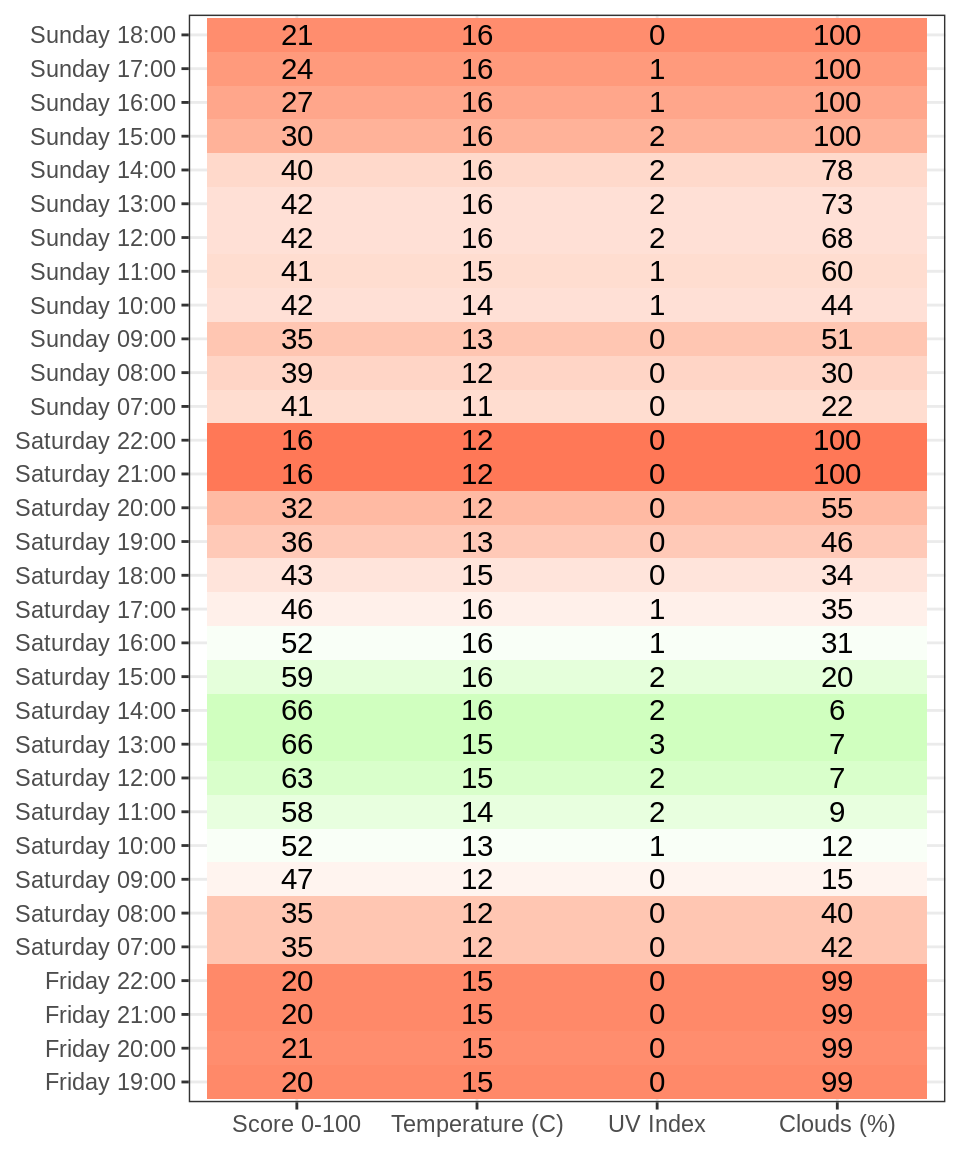 Sunday 18:00 21 16 0 100
Sunday 17:00 24 16 1 100
Sunday 16:00 27 16 1 100
Sunday 15:00 30 16 2 100
Sunday 14:00 40 16 2 78
Sunday 13:00 42 16 2 73
Sunday 12:00 42 16 2 68
Sunday 11:00 41 15 1 60
Sunday 10:00 42 14 1 44
Sunday 09:00 35 13 0 51
Sunday 08:00 39 12 0 30
Sunday 07:00 41 11 0 22
Saturday 22:00 16 12 0 100
Saturday 21:00 16 12 0 100
Saturday 20:00 32 12 0 55
Saturday 19:00 36 13 0 46
Saturday 18:00 43 15 0 34
Saturday 17:00 46 16 1 35
Saturday 16:00 52 16 1 31
Saturday 15:00 59 16 2 20
Saturday 14:00 66 16 2 6
Saturday 13:00 66 15 3 7
Saturday 12:00 63 15 2 7
Saturday 11:00 58 14 2 9
Saturday 10:00 52 13 1 12
Saturday 09:00 47 12 0 15
Saturday 08:00 35 12 0 40
Saturday 07:00 35 12 0 42
Friday 22:00 20 15 0 99
Friday 21:00 20 15 0 99
Friday 20:00 21 15 0 99
Friday 19:00 20 15 0 99
Score 0-100 Temperature (C) UV Index Clouds (%)